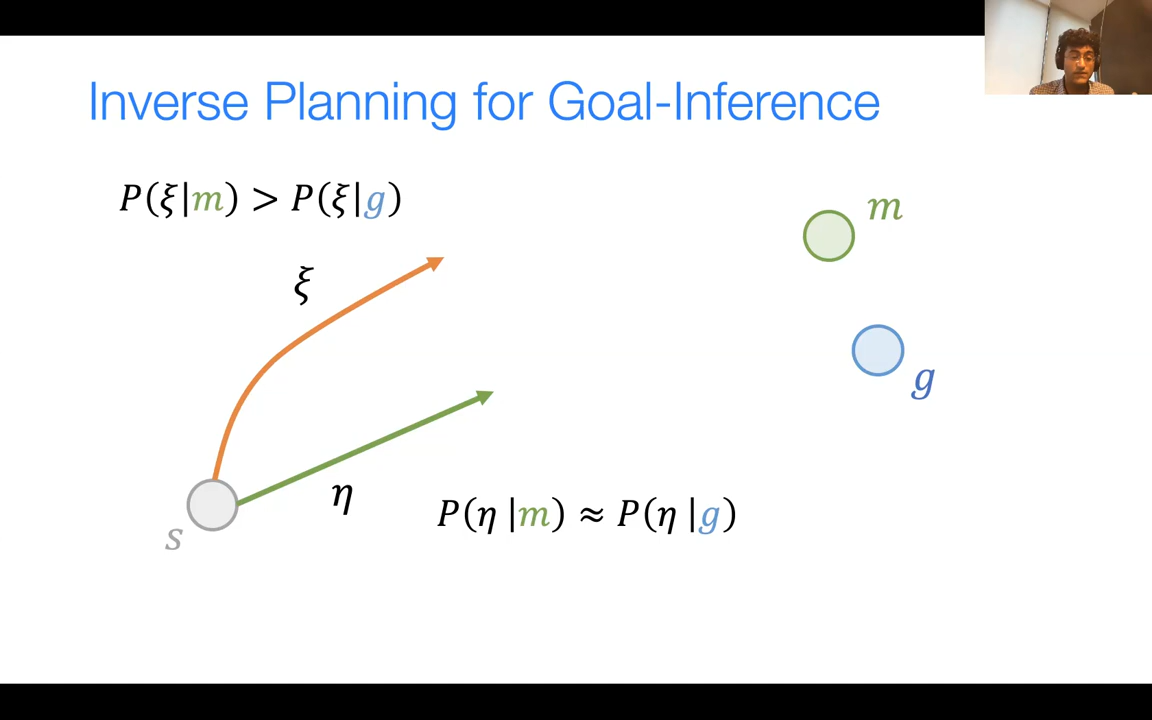 Inverse Planning for Goal-Inference
P(ξ|m) > P(ξ|g)
m
ξ
g
η
P(η |m) ≈ P(η |g)
s